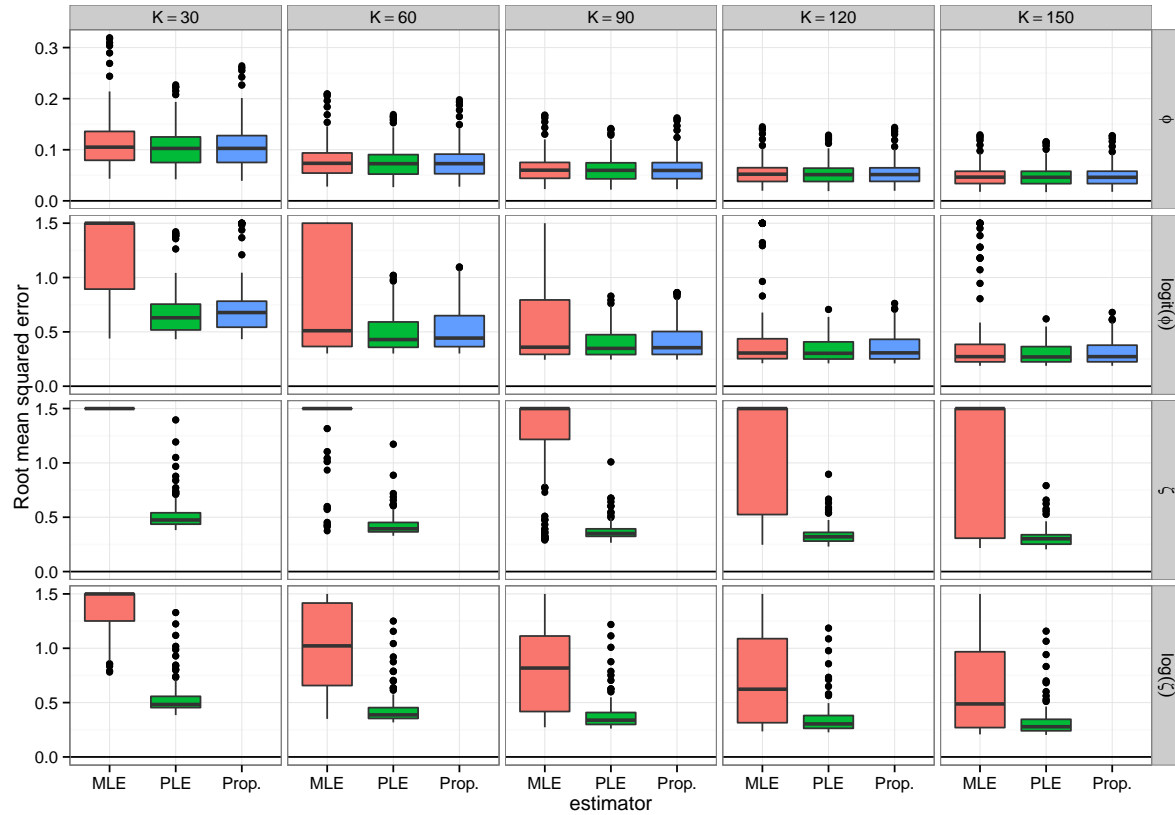 K = 30 K = 60 K = 90 K = 120 K = 150
Root mean squared error
0.3
0.2
0.1
0.0
ϕ
1.5
1.0
0.5
0.0
logit(ϕ)
1.5
1.0
0.5
0.0
ζ
1.5
1.0
0.5
0.0
log(ζ)
MLE PLE Prop. MLE PLE Prop. MLE PLE Prop. MLE PLE Prop. MLE PLE Prop.
estimator